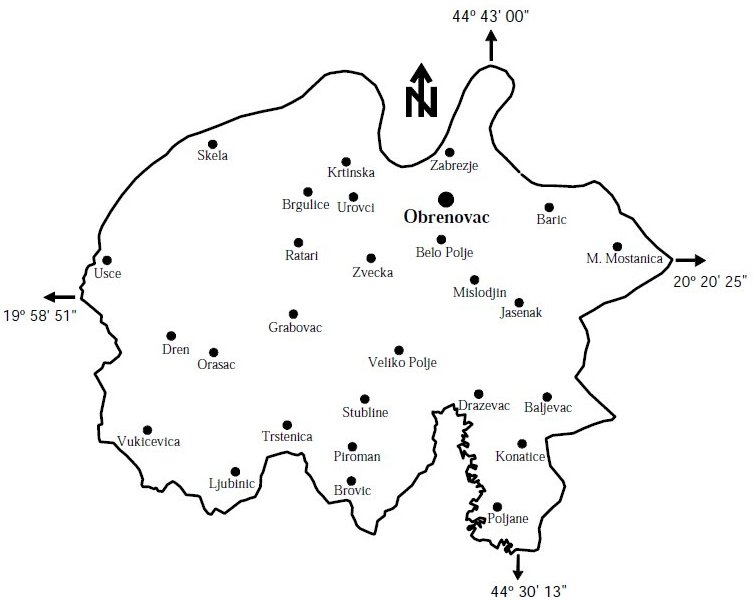 44º 43' 00"
N
Skela
Krtinska
Zabrezje
Brgulice
Urovci
Obrenovac
Baric
Ratari
Belo Polje
M. Mostanica
Usce
Zvecka
20º 20' 25"
Mislodjin
19º 58' 51"
Jasenak
Grabovac
Dren
Orasac
Veliko Polje
Stubline
Drazevac
Baljevac
Vukicevica
Trstenica
Piroman
Konatice
Ljubinic
Brovic
Poljane
44º 30' 13"